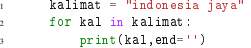 1 kalimat = "indonesia jaya"
2 for kal in kalimat:
3     print(kal,end='')